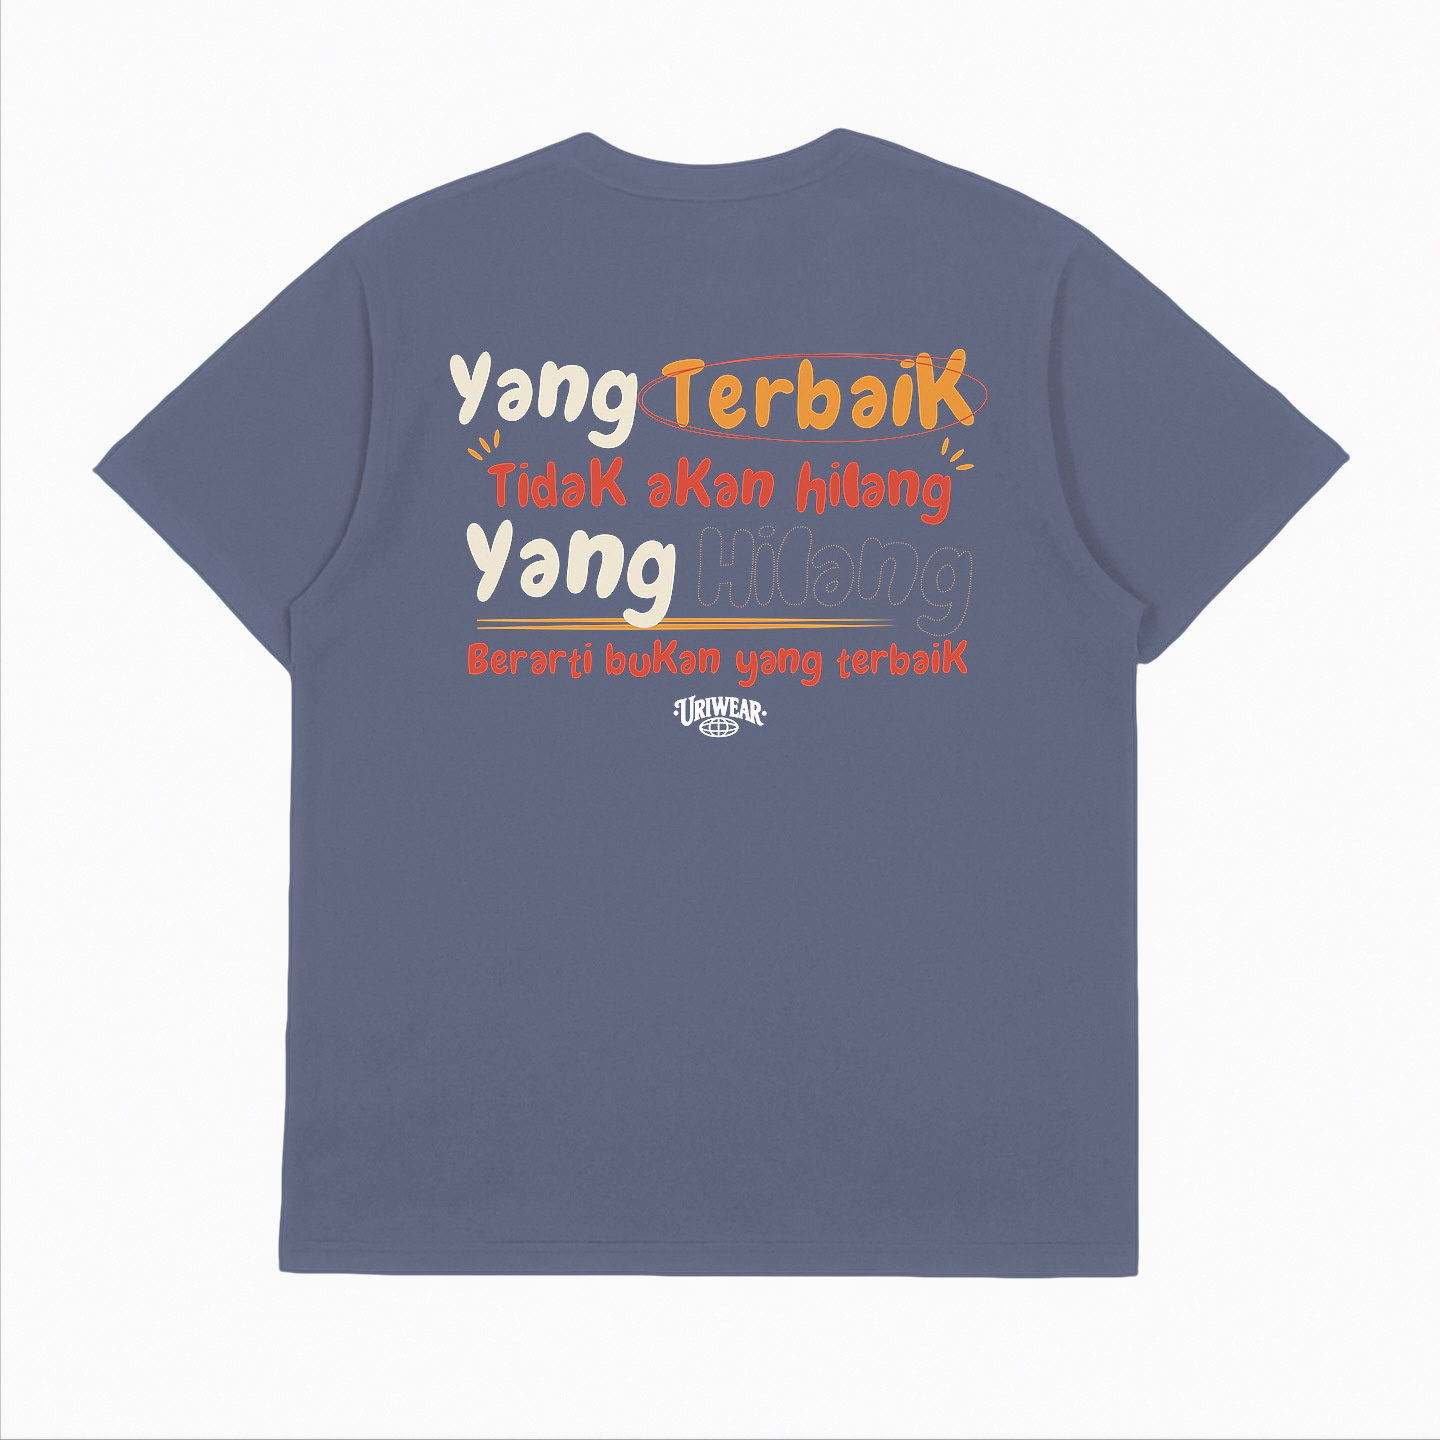 Yang TerbaiK
TidaK aKan hilang
Yang Hilang
Berarti buKan yang terbaiK
URIWEAR